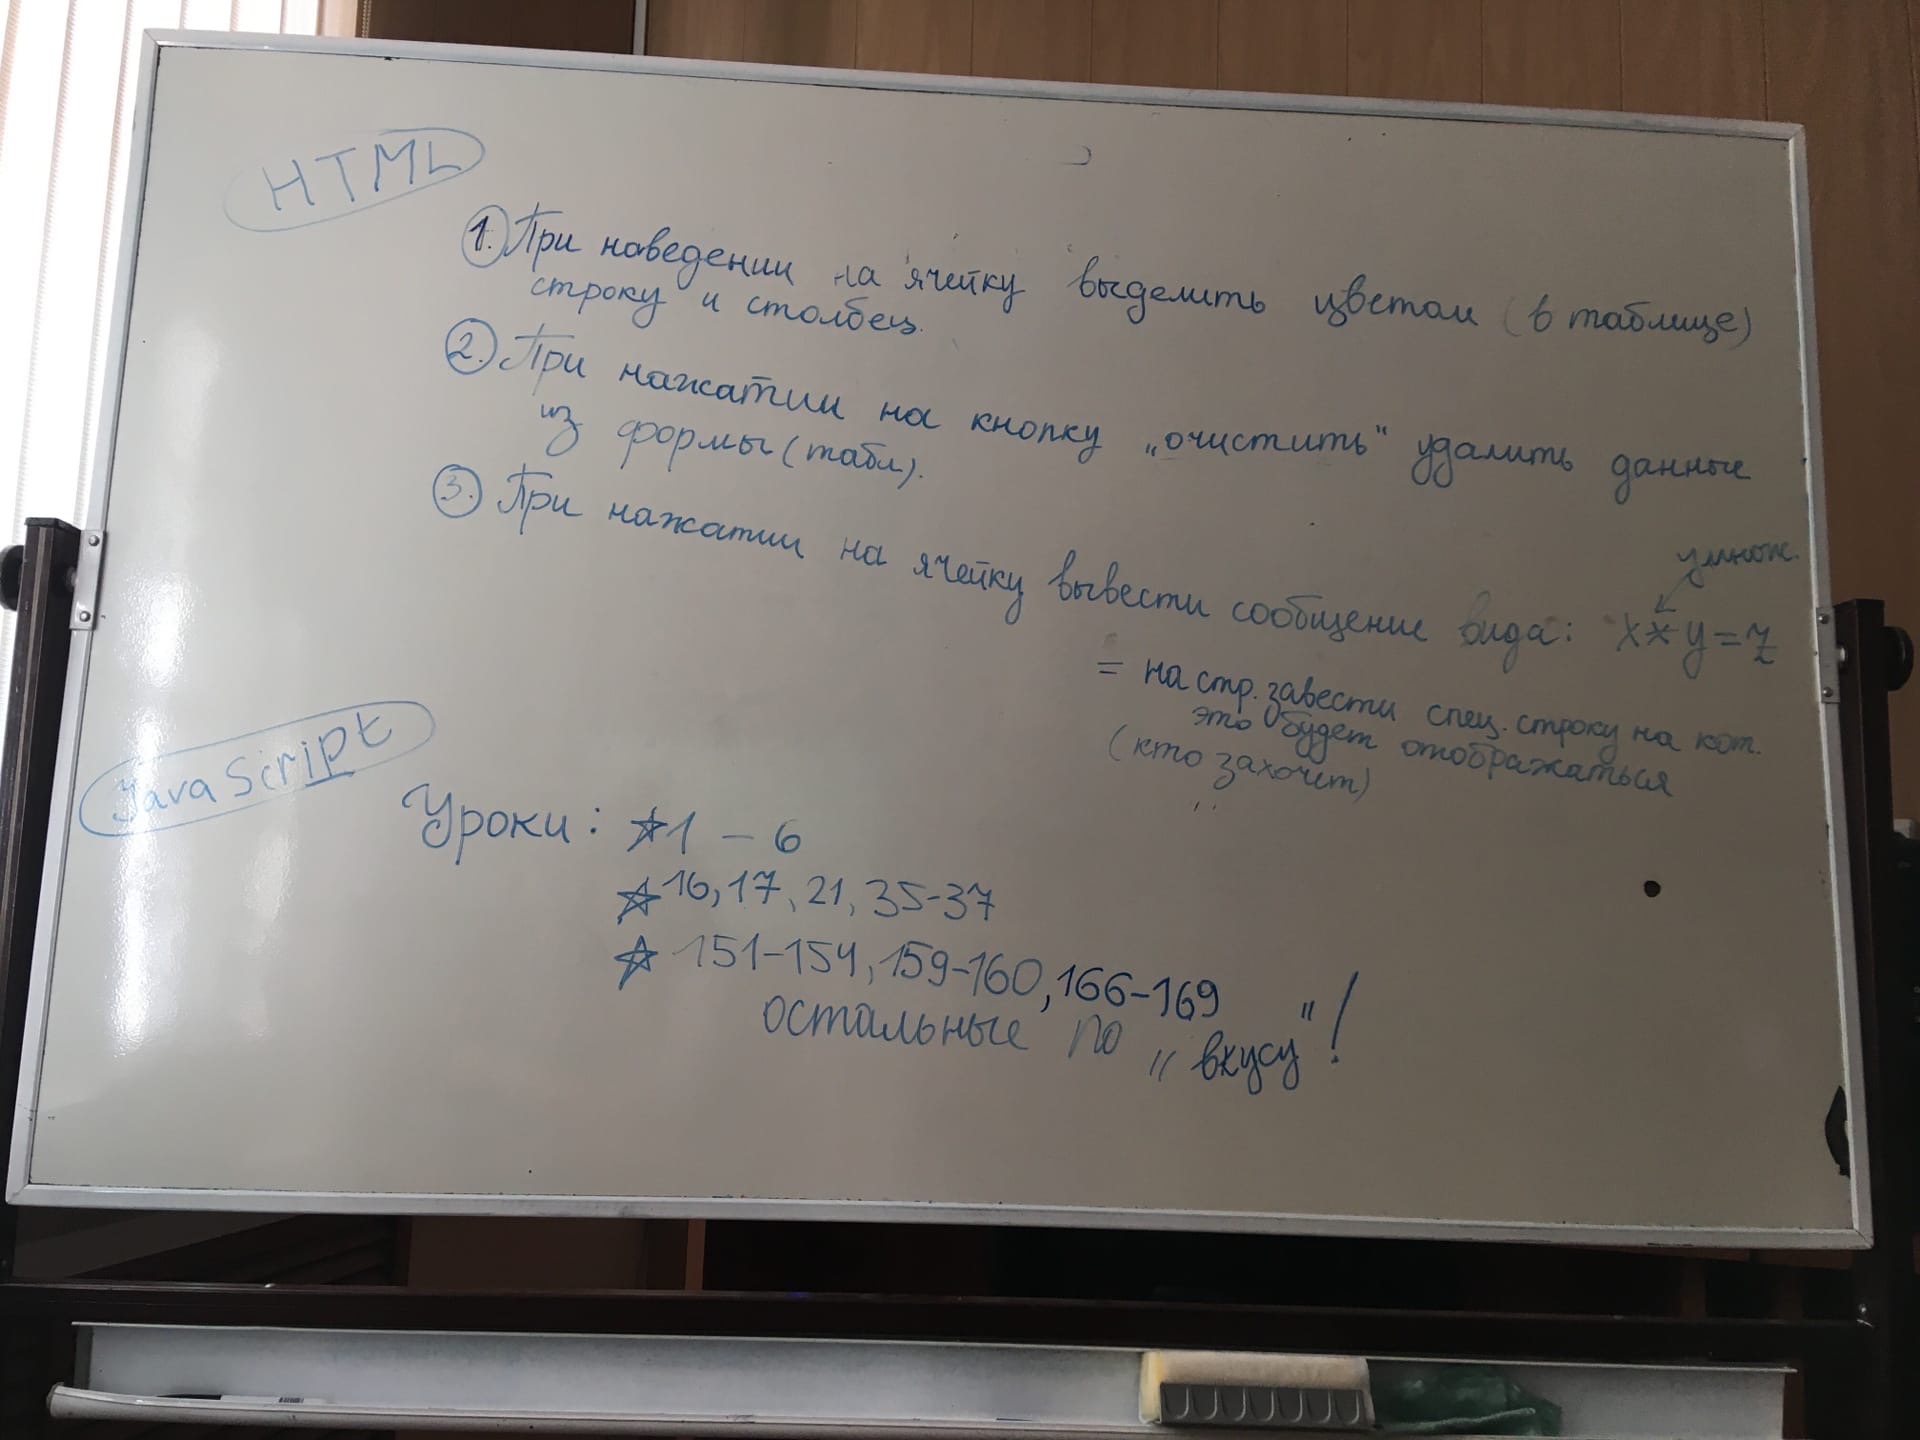 HTML
1. При наведении на ячейку выделить цветом (в таблице)
строку и столбец.
2. При нажатии на кнопку „очистить“ удалить данные
из формы (табл).
3. При нажатии на ячейку вывести сообщение вида: x * y = z
умнож.
= на стр. завести спец. строку на кот.
это будет отображаться
(кто захочет)
JavaScript
Уроки: ☆ 1 – 6
☆ 16, 17, 21, 35-37
☆ 151-154, 159-160, 166-169
остальные по „вкусу“!